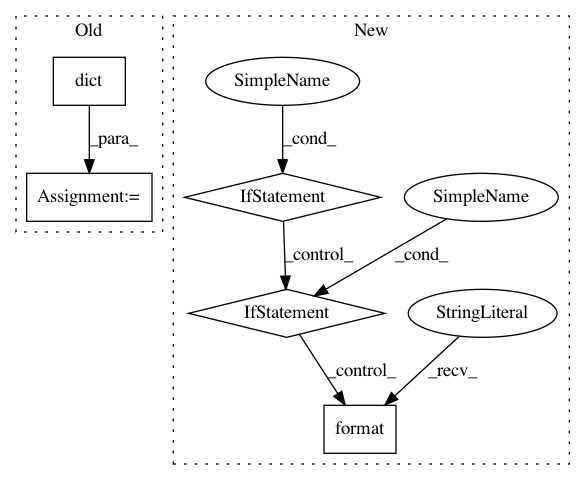 Old
New
dict
SimpleName
_para_
_cond_
Assignment:=
IfStatement
SimpleName
_control_
_cond_
IfStatement
StringLiteral
_control_
_recv_
format